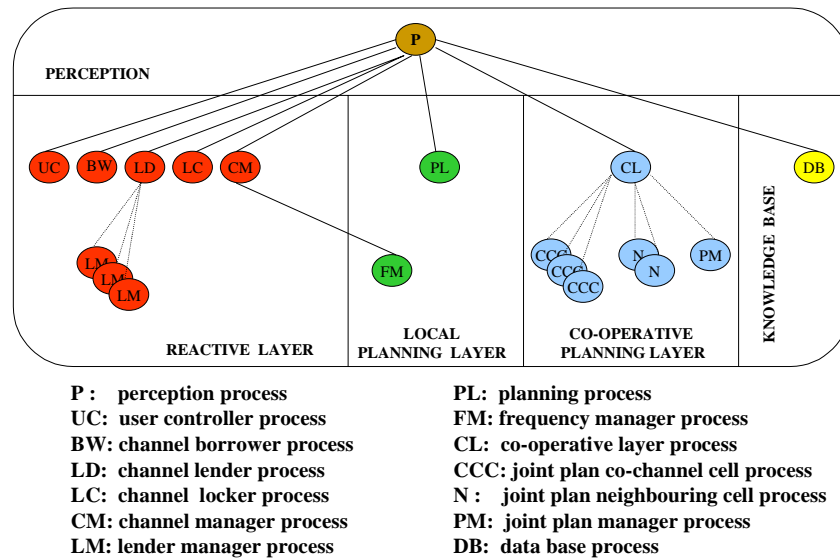 P
PERCEPTION
UC BW LD LC CM PL CL DB
LM
LM
LM
FM
CCC
CCC
CCC
N
N
PM
KNOWLEDGE BASE
REACTIVE LAYER
LOCAL
PLANNING LAYER
CO-OPERATIVE
PLANNING LAYER
P : perception process
UC: user controller process
BW: channel borrower process
LD: channel lender process
LC: channel locker process
CM: channel manager process
LM: lender manager process
PL: planning process
FM: frequency manager process
CL: co-operative layer process
CCC: joint plan co-channel cell process
N : joint plan neighbouring cell process
PM: joint plan manager process
DB: data base process